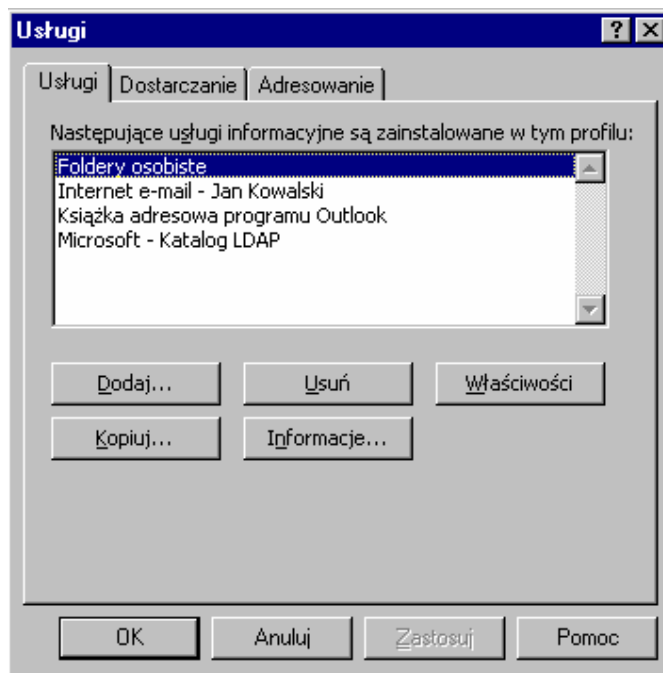 Usługi
Usługi Dostarczanie Adresowanie
Następujące usługi informacyjne są zainstalowane w tym profilu:
Foldery osobiste
Internet e-mail - Jan Kowalski
Książka adresowa programu Outlook
Microsoft - Katalog LDAP
Dodaj... Usuń Właściwości
Kopiuj... Informacje...
OK Anuluj Zastosuj Pomoc